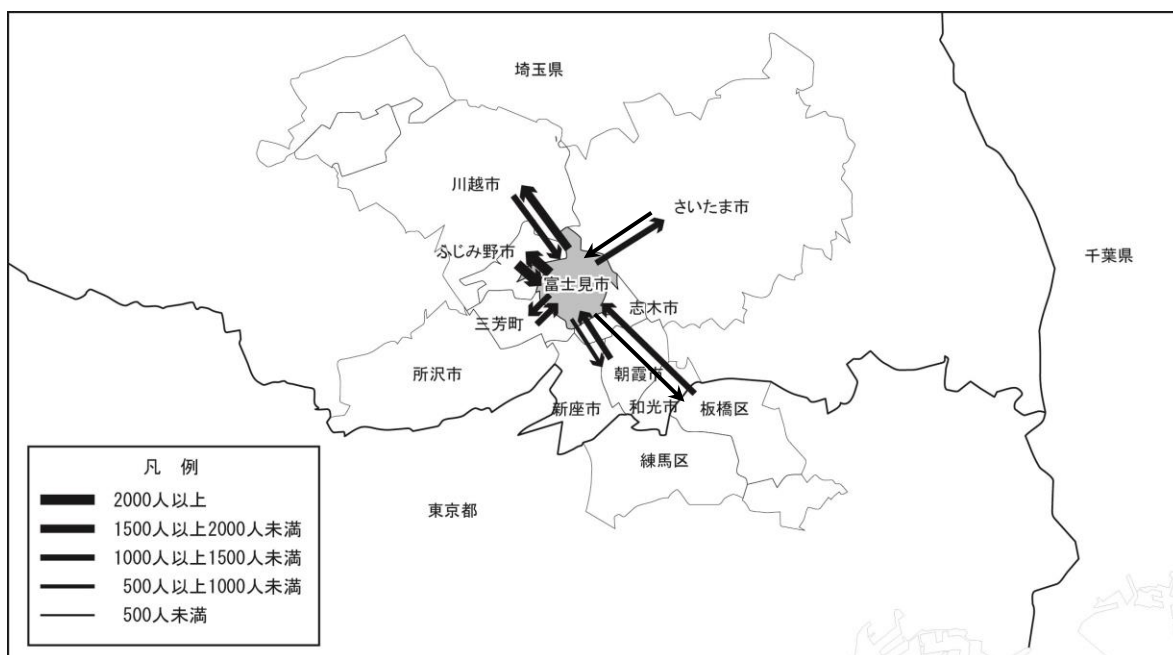 埼玉県
川越市
さいたま市
ふじみ野市
千葉県
富士見市
志木市
三芳町
所沢市
朝霞市
新座市
和光市
板橋区
練馬区
東京都
凡 例
2000人以上
1500人以上2000人未満
1000人以上1500人未満
500人以上1000人未満
500人未満